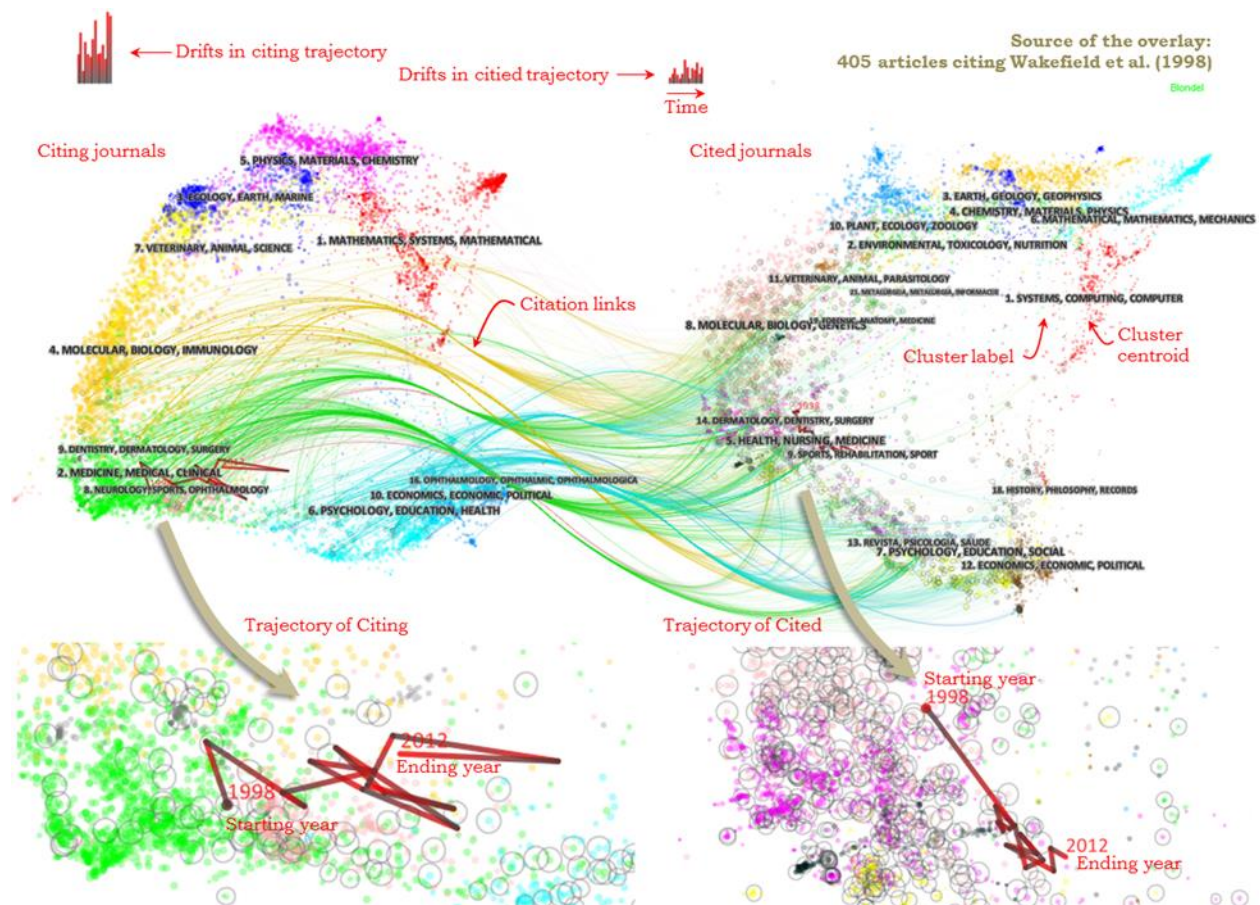 Drifts in citing trajectory
Drifts in citied trajectory
Time
Source of the overlay:
405 articles citing Wakefield et al. (1998)
Blondel
Citing journals
5. PHYSICS, MATERIALS, CHEMISTRY
3. ECOLOGY, EARTH, MARINE
7. VETERINARY, ANIMAL, SCIENCE
1. MATHEMATICS, SYSTEMS, MATHEMATICAL
Citation links
4. MOLECULAR, BIOLOGY, IMMUNOLOGY
9. DENTISTRY, DERMATOLOGY, SURGERY
2. MEDICINE, MEDICAL, CLINICAL
8. NEUROLOGY, SPORTS, OPHTHALMOLOGY
16. OPHTHALMOLOGY, OPHTHALMIC, OPHTHALMOLOGICA
10. ECONOMICS, ECONOMIC, POLITICAL
6. PSYCHOLOGY, EDUCATION, HEALTH
Cited journals
3. EARTH, GEOLOGY, GEOPHYSICS
4. CHEMISTRY, MATERIALS, PHYSICS
6. MATHEMATICAL, MATHEMATICS, MECHANICS
10. PLANT, ECOLOGY, ZOOLOGY
2. ENVIRONMENTAL, TOXICOLOGY, NUTRITION
11. VETERINARY, ANIMAL, PARASITOLOGY
21. METALURGIA, METALURGIA, INFORMACIJE
1. SYSTEMS, COMPUTING, COMPUTER
8. MOLECULAR, BIOLOGY, GENETICS
FORENSIC, ANATOMY, MEDICINE
Cluster label
Cluster
centroid
1998
14. DERMATOLOGY, DENTISTRY, SURGERY
5. HEALTH, NURSING, MEDICINE
9. SPORTS, REHABILITATION, SPORT
18. HISTORY, PHILOSOPHY, RECORDS
13. REVISTA, PSICOLOGIA, SAUDE
7. PSYCHOLOGY, EDUCATION, SOCIAL
12. ECONOMICS, ECONOMIC, POLITICAL
Trajectory of Citing
2012
Ending year
1998
Starting year
Trajectory of Cited
Starting year
1998
2012
Ending year